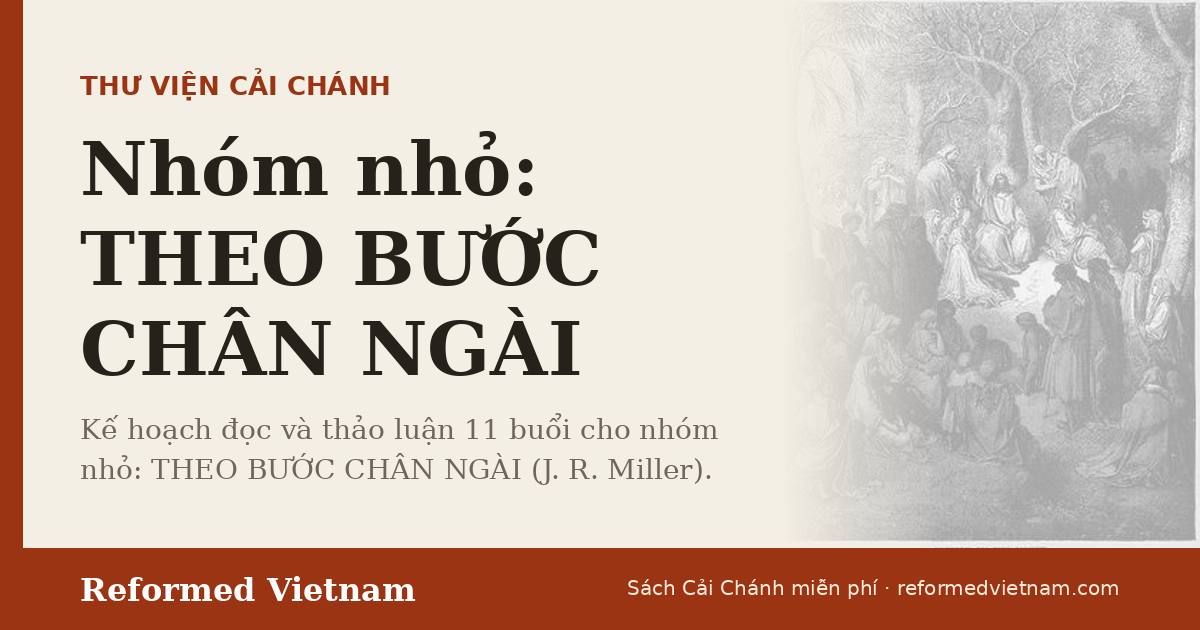 THƯ VIỆN CẢI CHÁNH
Nhóm nhỏ:
THEO BƯỚC
CHÂN NGÀI
Kế hoạch đọc và thảo luận 11 buổi cho nhóm
nhỏ: THEO BƯỚC CHÂN NGÀI (J. R. Miller).
Reformed Vietnam
Sách Cải Chánh miễn phí · reformedvietnam.com